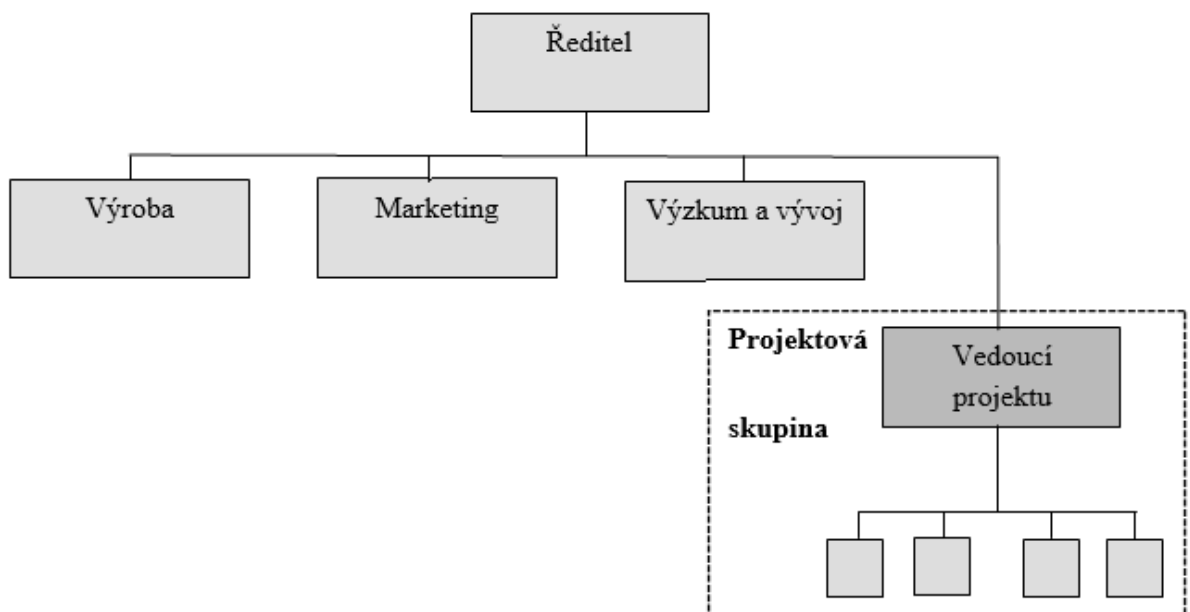 Ředitel
Výroba
Marketing
Výzkum a vývoj
Projektová
skupina
Vedoucí
projektu